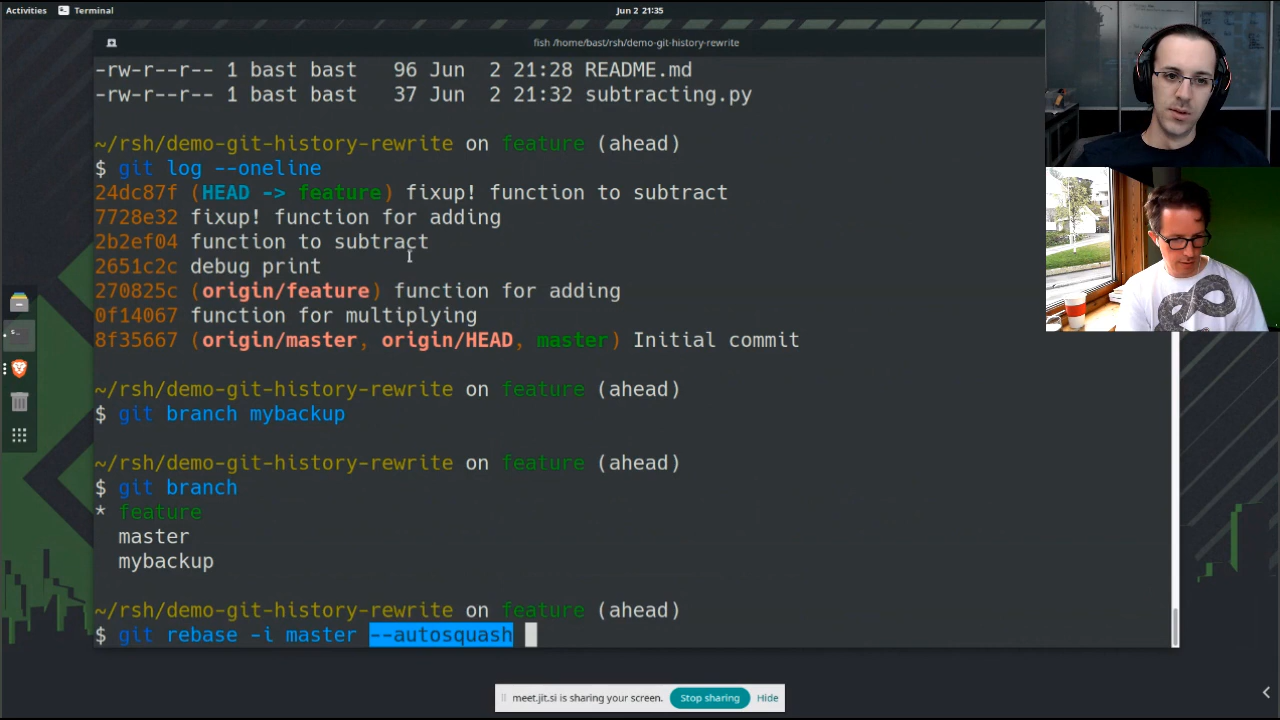 Activities
Terminal
Jun 2 21:35
fish /home/bast/rsh/demo-git-history-rewrite
-rw-r--r-- 1 bast bast 96 Jun 2 21:28 README.md
-rw-r--r-- 1 bast bast 37 Jun 2 21:32 subtracting.py
~/rsh/demo-git-history-rewrite on feature (ahead)
$ git log --oneline
24dc87f (HEAD -> feature) fixup! function to subtract
7728e32 fixup! function for adding
2b2ef04 function to subtract
2651c2c debug print
270825c (origin/feature) function for adding
0f14067 function for multiplying
8f35667 (origin/master, origin/HEAD, master) Initial commit
~/rsh/demo-git-history-rewrite on feature (ahead)
$ git branch mybackup
~/rsh/demo-git-history-rewrite on feature (ahead)
$ git branch
* feature
master
mybackup
~/rsh/demo-git-history-rewrite on feature (ahead)
$ git rebase -i master --autosquash
meet.jit.si is sharing your screen.
Stop sharing
Hide